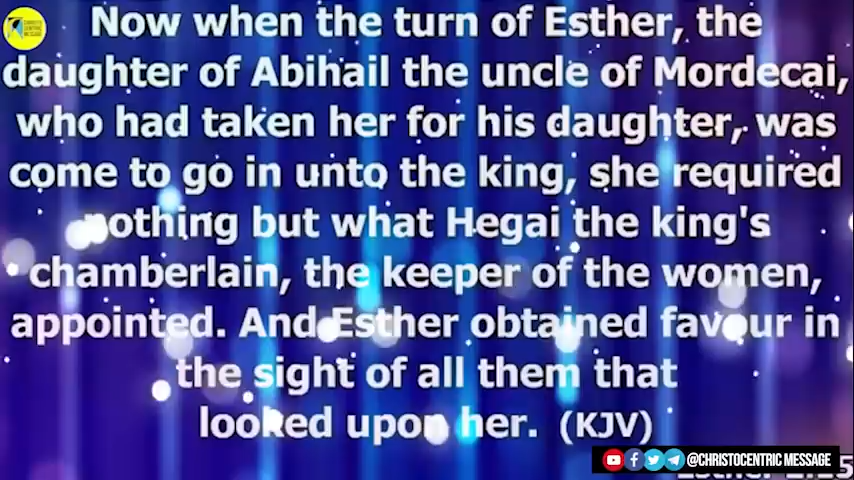 Now when the turn of Esther, the
daughter of Abihail the uncle of Mordecai,
who had taken her for his daughter, was
come to go in unto the king, she required
nothing but what Hegai the king's
chamberlain, the keeper of the women,
appointed. And Esther obtained favour in
the sight of all them that
looked upon her. (KJV)
@CHRISTOCENTRIC MESSAGE